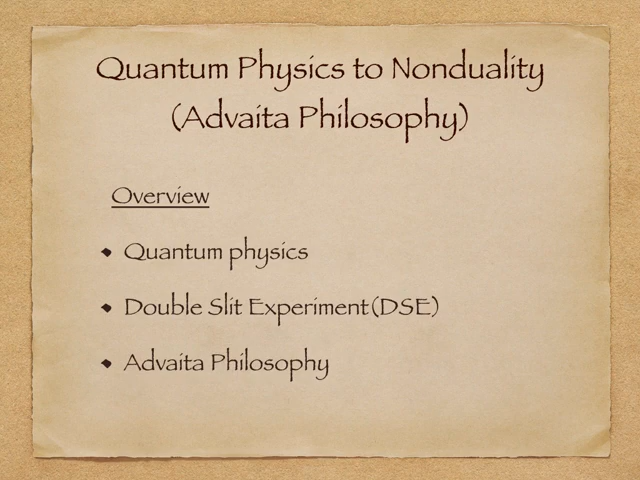 Quantum Physics to Nonduality
(Advaita Philosophy)
Overview
• Quantum physics
• Double Slit Experiment(DSE)
• Advaita Philosophy